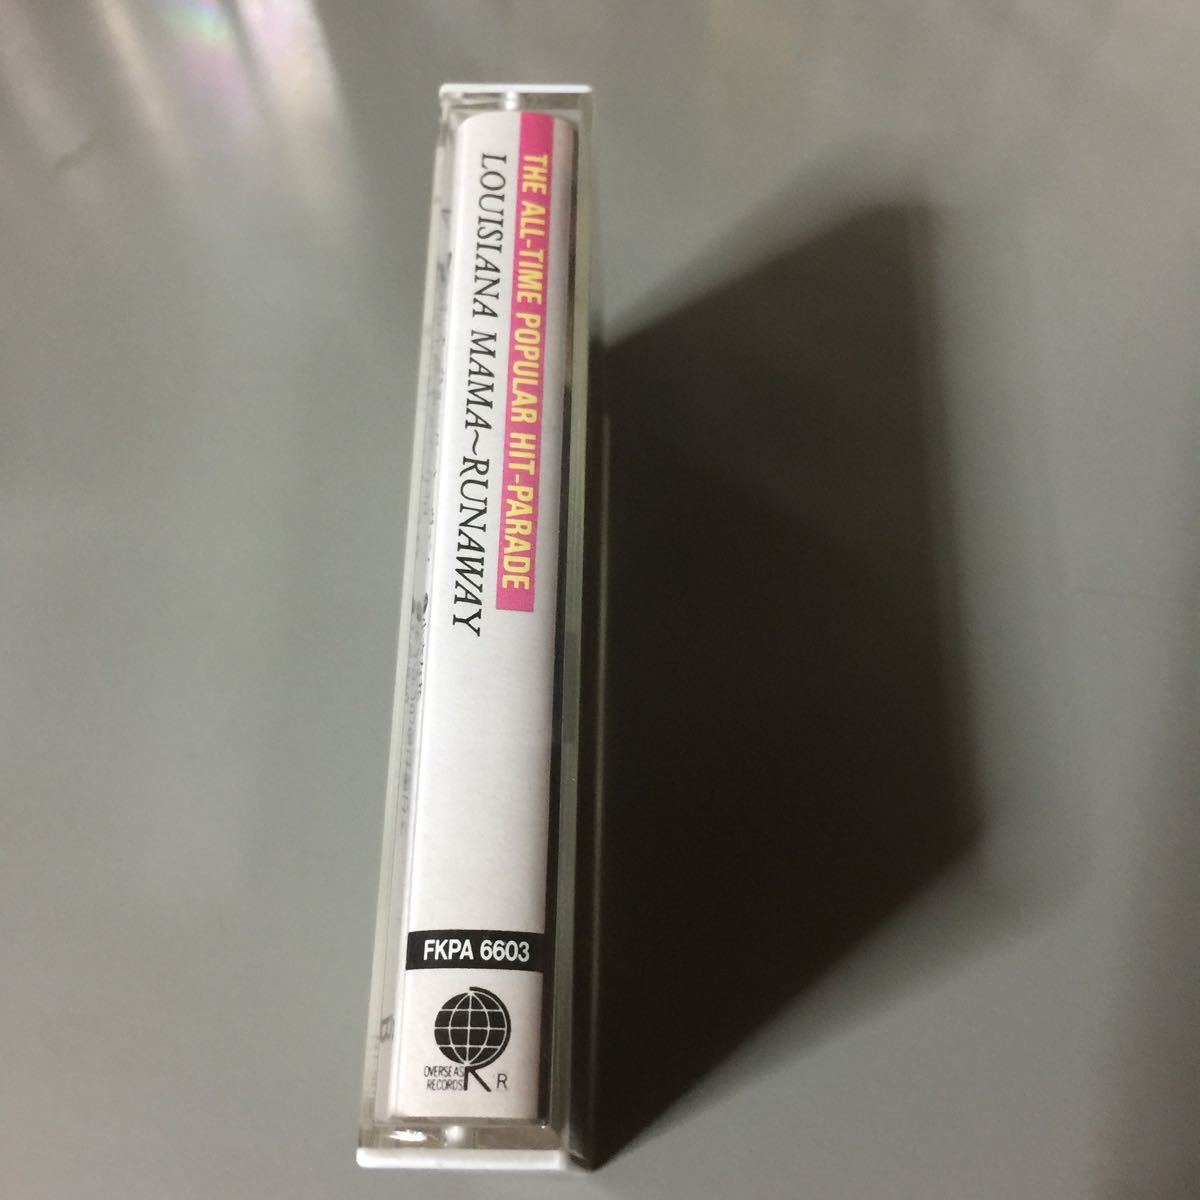 THE ALL-TIME POPULAR HIT-PARADE
LOUISIANA MAMA~RUNAWAY
FKPA 6603
OVERSEAS
RECORDS
R